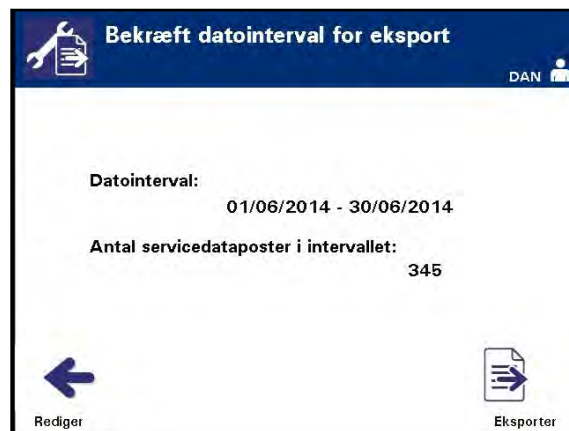 Bekræft datointerval for eksport
DAN
Datointerval:
01/06/2014 - 30/06/2014
Antal servicedataposter i intervallet:
345
Rediger
Eksporter